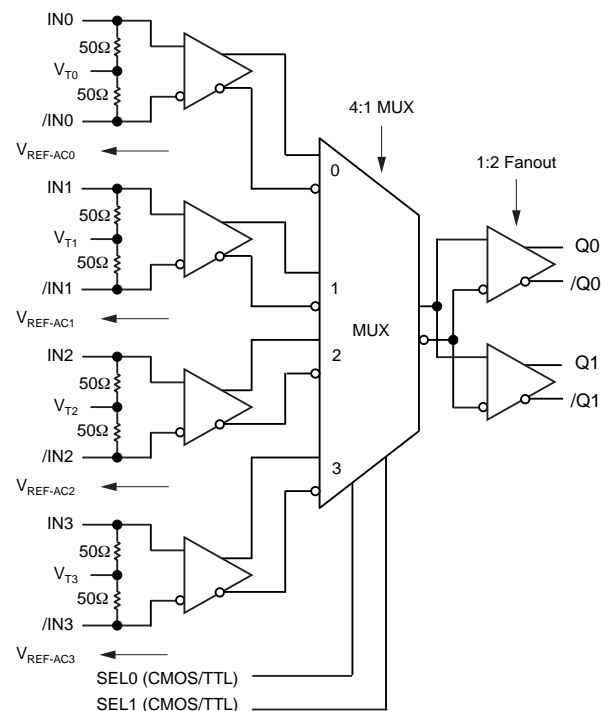 IN0
50Ω
VT0
50Ω
/IN0
VREF-AC0
IN1
50Ω
VT1
50Ω
/IN1
VREF-AC1
IN2
50Ω
VT2
50Ω
/IN2
VREF-AC2
IN3
50Ω
VT3
50Ω
/IN3
VREF-AC3
SEL0 (CMOS/TTL)
SEL1 (CMOS/TTL)
4:1 MUX
0
1
MUX
2
3
1:2 Fanout
Q0
/Q0
Q1
/Q1